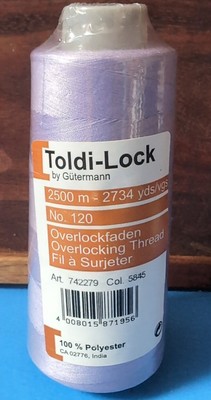 Toldi-Lock
by Gütermann
2500 m - 2734 yds/vgs
No. 120
Overlockfaden
Overlocking Thread
Fil à Surjeter
Art. 742279 Col. 5845
4 008015 871956
100 % Polyester
CA 02776, India